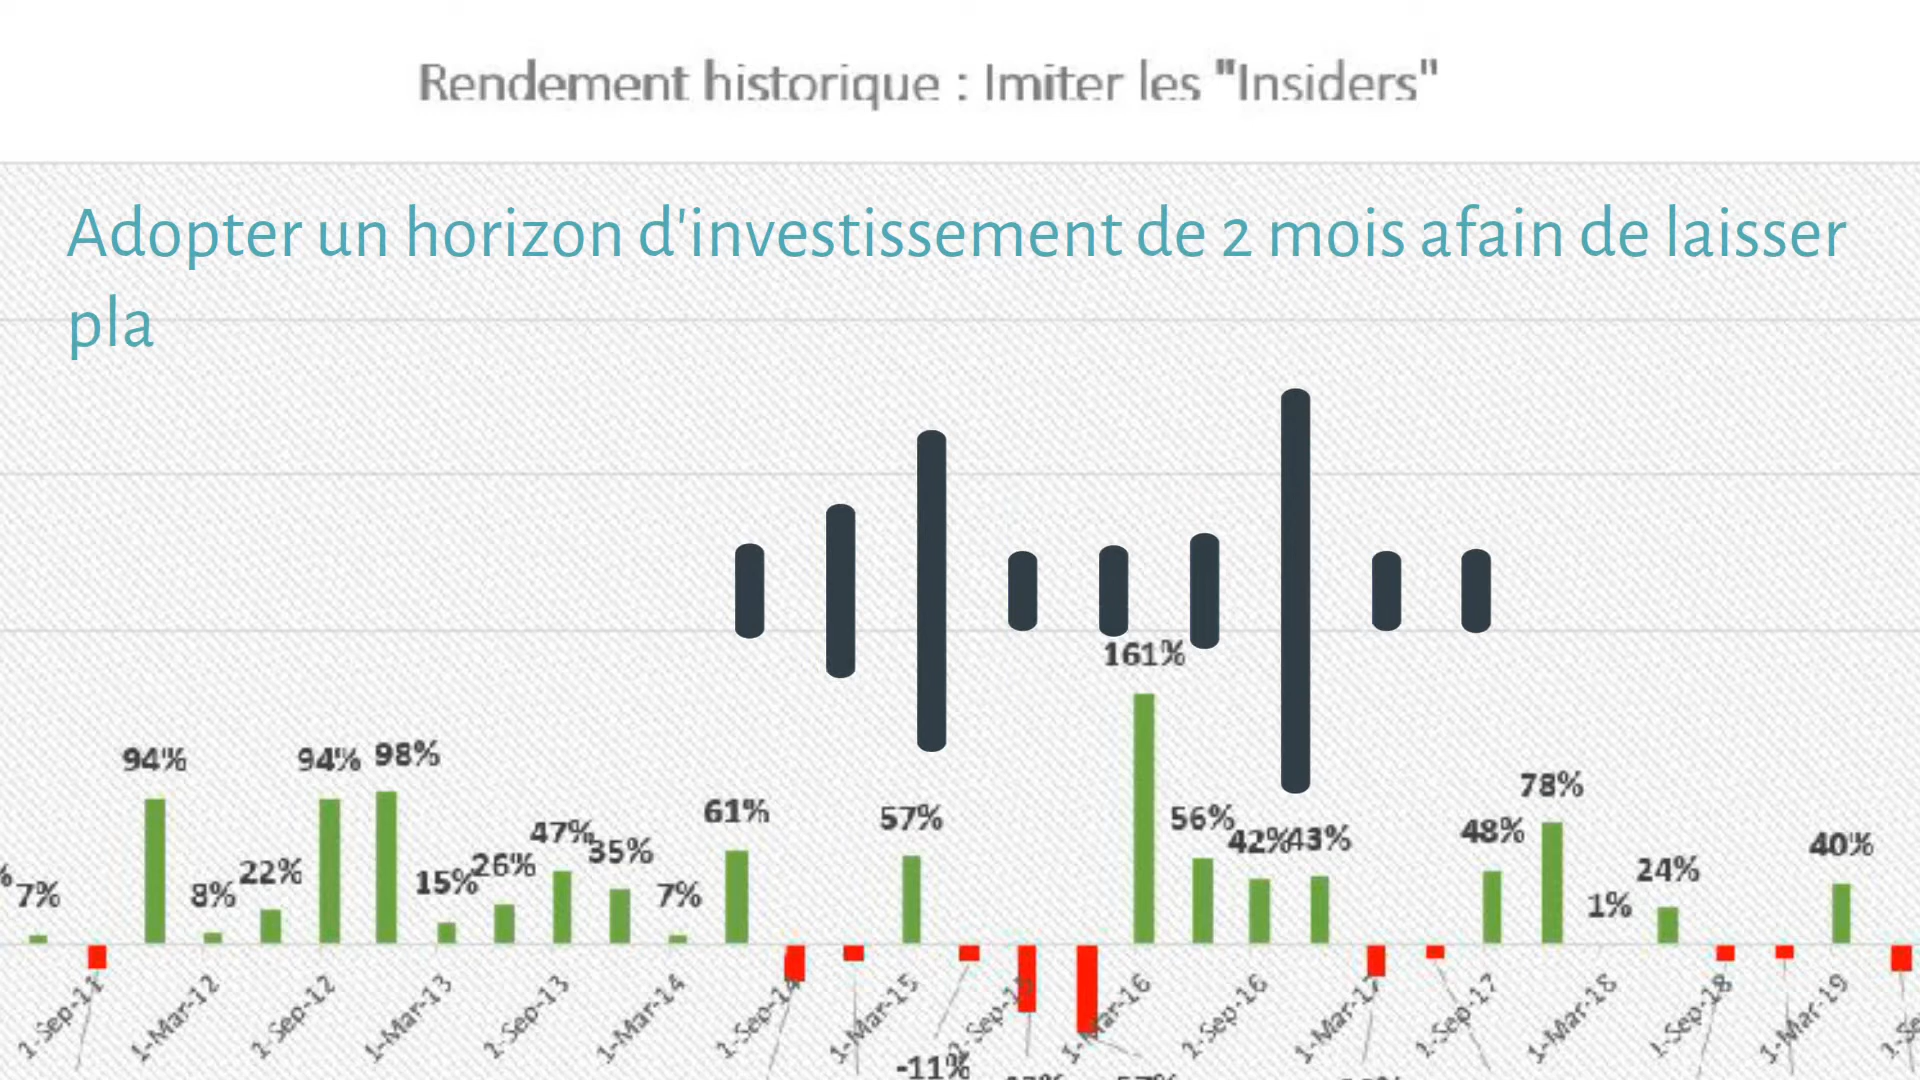 Rendement historique : Imiter les "Insiders"
Adopter un horizon d'investissement de 2 mois afain de laisser
pla
161%
94% 94% 98%
78%
61% 57% 56% 42% 43% 48% 40%
47% 35%
7% 8% 22% 15% 26% 7% 1% 24%
1-Sep-11 1-Mar-12 1-Sep-12 1-Mar-13 1-Sep-13 1-Mar-14 1-Sep-14 1-Mar-15 1-Sep-15 1-Mar-16 1-Sep-16 1-Mar-17 1-Sep-17 1-Mar-18 1-Sep-18 1-Mar-19
-11%